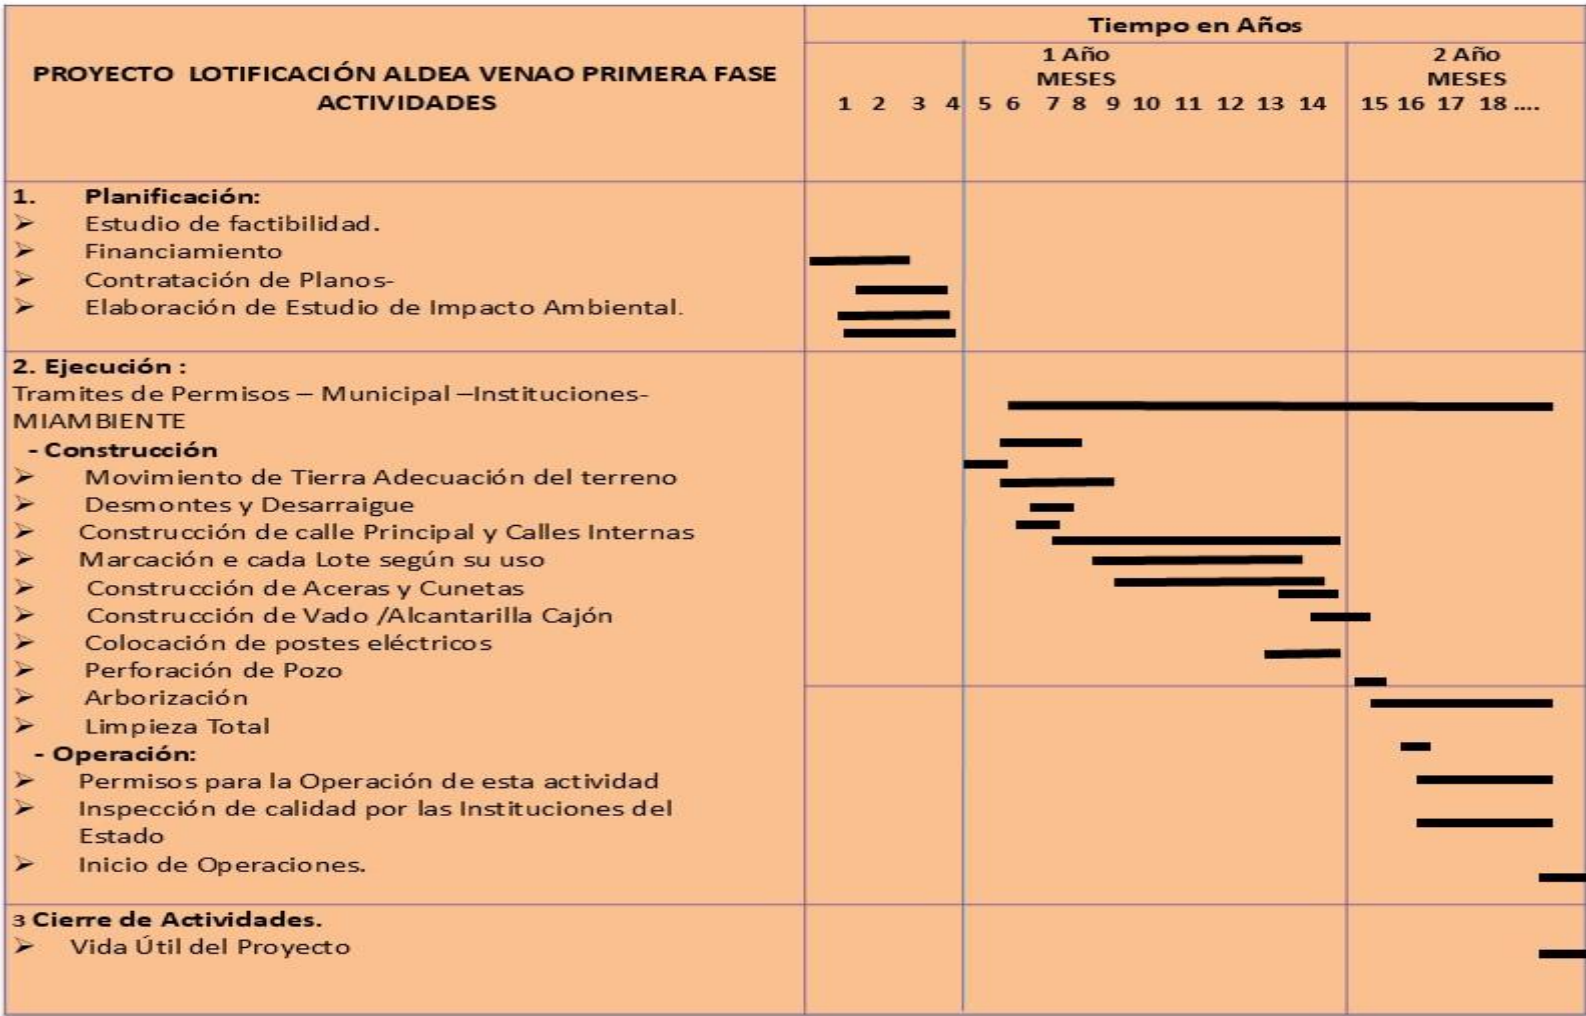 Tiempo en Años
PROYECTO LOTIFICACIÓN ALDEA VENAO PRIMERA FASE
ACTIVIDADES
1 Año
MESES
2 Año
MESES
1 2 3 4 5 6 7 8 9 10 11 12 13 14 15 16 17 18 ....
1. Planificación:
➢ Estudio de factibilidad.
➢ Financiamiento
➢ Contratación de Planos-
➢ Elaboración de Estudio de Impacto Ambiental.
2. Ejecución :
Tramites de Permisos – Municipal –Instituciones-
MIAMBIENTE
- Construcción
➢ Movimiento de Tierra Adecuación del terreno
➢ Desmontes y Desarraigue
➢ Construcción de calle Principal y Calles Internas
➢ Marcación e cada Lote según su uso
➢ Construcción de Aceras y Cunetas
➢ Construcción de Vado /Alcantarilla Cajón
➢ Colocación de postes eléctricos
➢ Perforación de Pozo
➢ Arborización
➢ Limpieza Total
- Operación:
➢ Permisos para la Operación de esta actividad
➢ Inspección de calidad por las Instituciones del
Estado
➢ Inicio de Operaciones.
3 Cierre de Actividades.
➢ Vida Útil del Proyecto